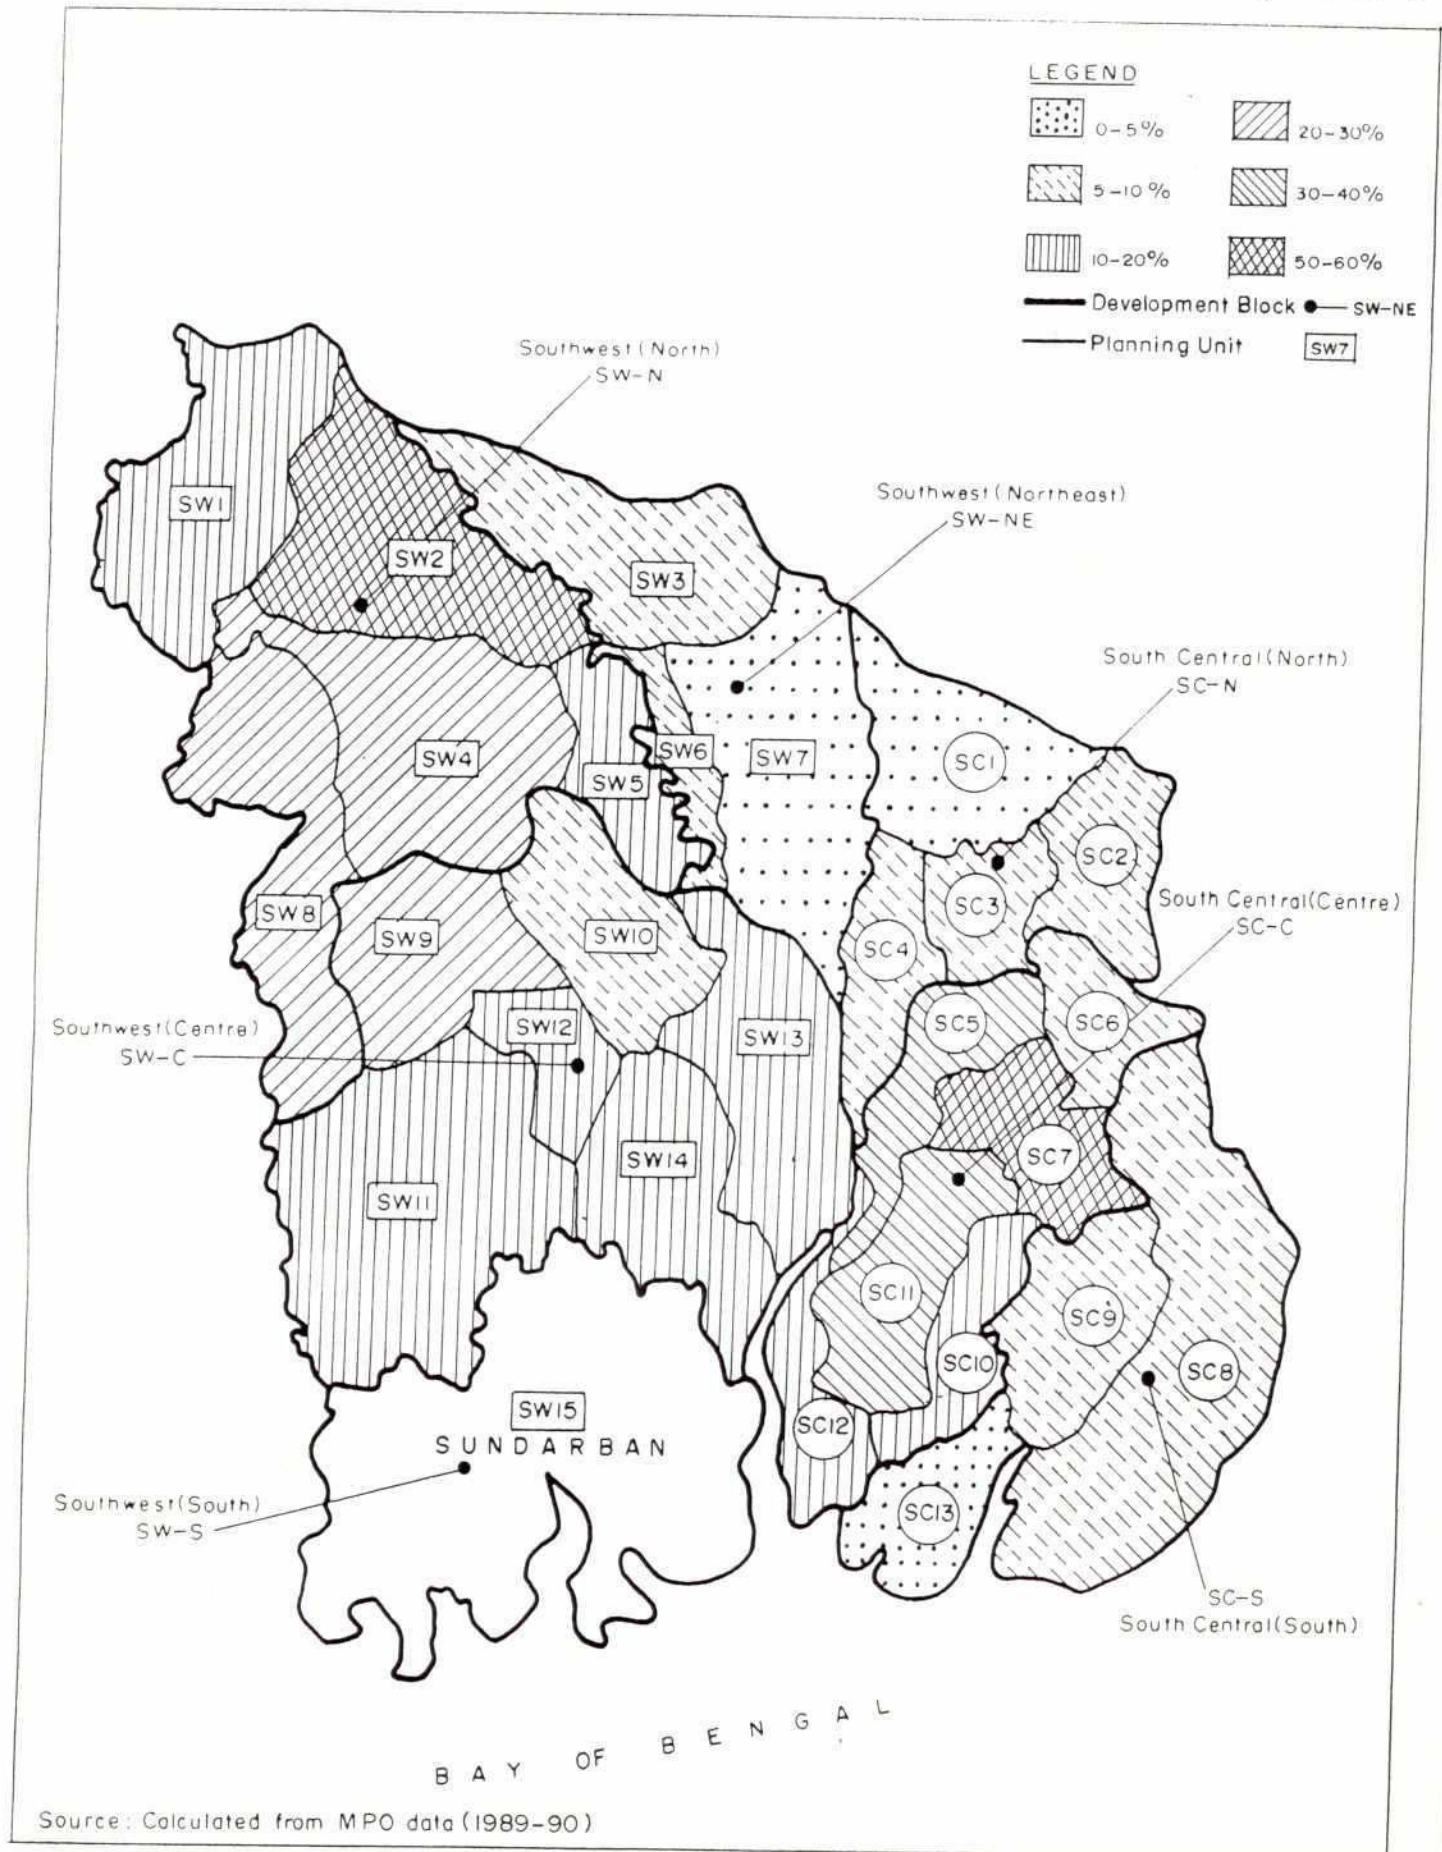 LEGEND
0-5%
20-30%
5-10%
30-40%
10-20%
50-60%
Development Block
SW-NE
Planning Unit
SW7
Southwest(North)
SW-N
SW1
SW2
SW3
Southwest(Northeast)
SW-NE
South Central(North)
SC-N
SW4
SW5
SW6
SW7
SC1
SC2
SC3
SC4
South Central(Centre)
SC-C
SW8
SW9
SW10
Southwest(Centre)
SW-C
SW12
SW13
SC5
SC6
SC7
SW14
SW11
SC11
SC9
SC8
SC10
SC12
SW15
SUNDARBAN
Southwest(South)
SW-S
SC13
SC-S
South Central(South)
BAY OF BENGAL
Source: Calculated from MPO data (1989-90)